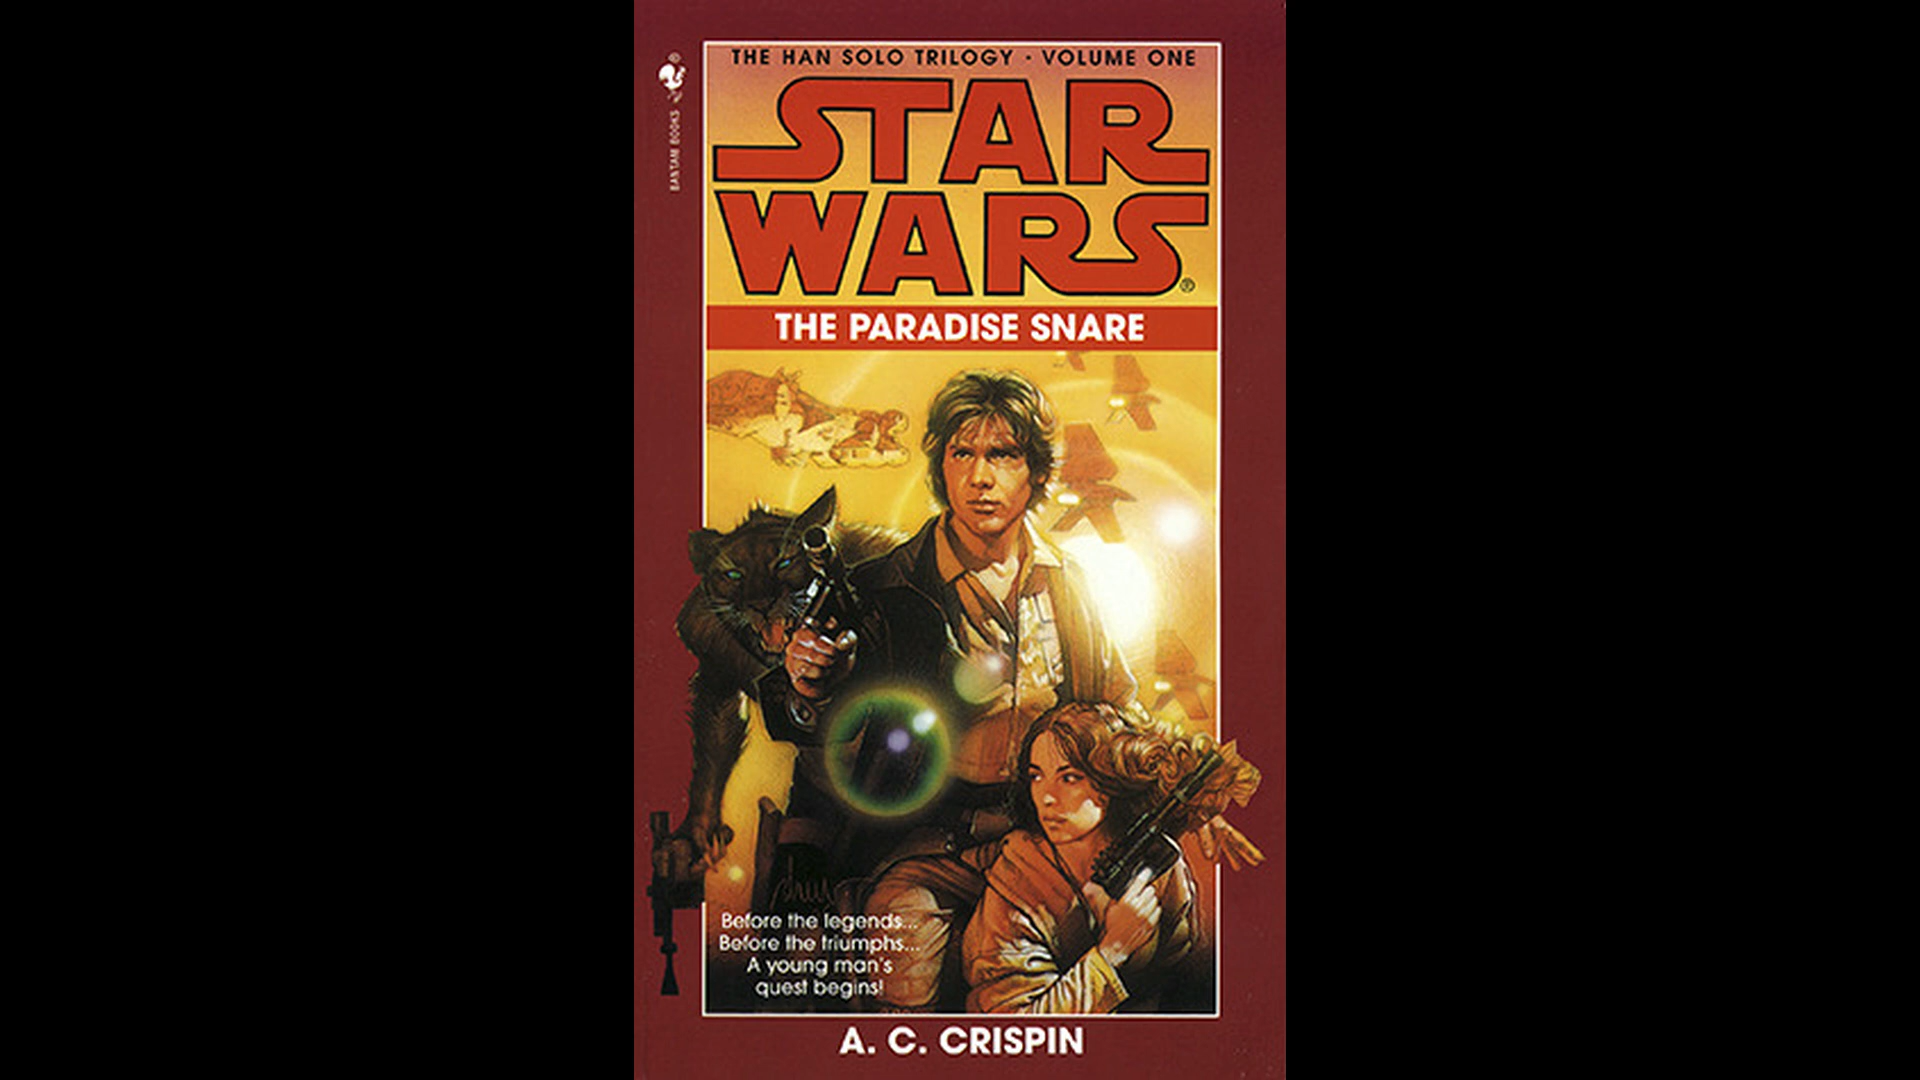 THE HAN SOLO TRILOGY · VOLUME ONE
BANTAM BOOKS
STAR
WARS®
THE PARADISE SNARE
Before the legends...
Before the triumphs...
A young man's
quest begins!
A. C. CRISPIN